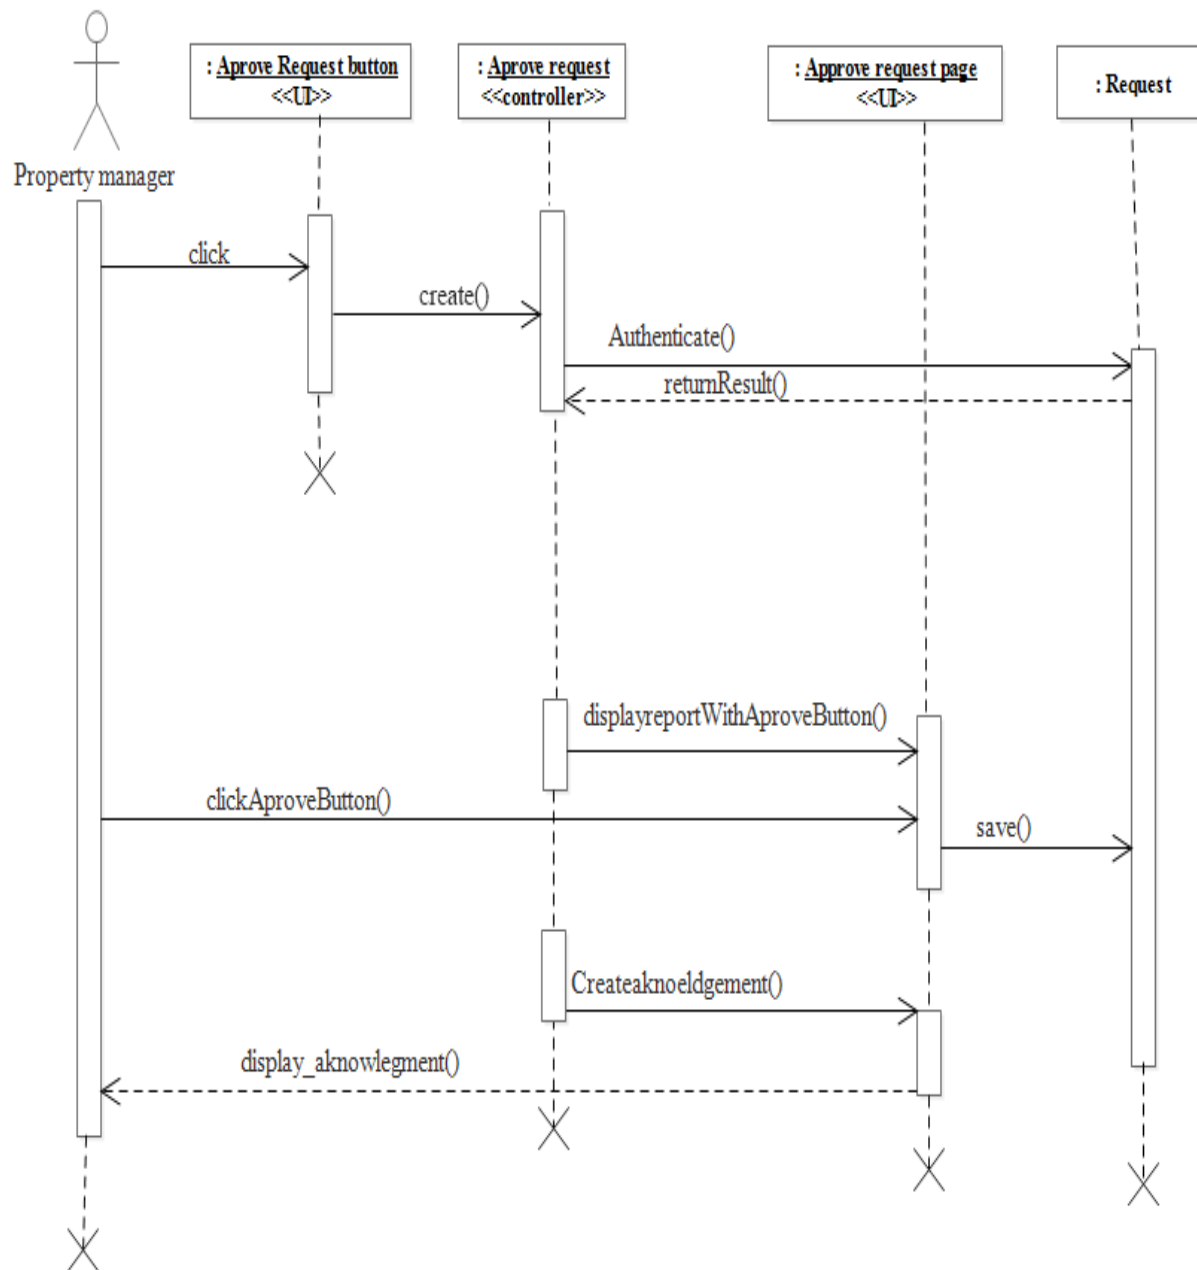 : Aprove Request button
<<UI>>
: Aprove request
<<controller>>
: Approve request page
<<UI>>
: Request
Property manager
click
create()
Authenticate()
returnResult()
displayreportWithAproveButton()
clickAproveButton()
save()
Createaknoeldgement()
display_aknowlegment()